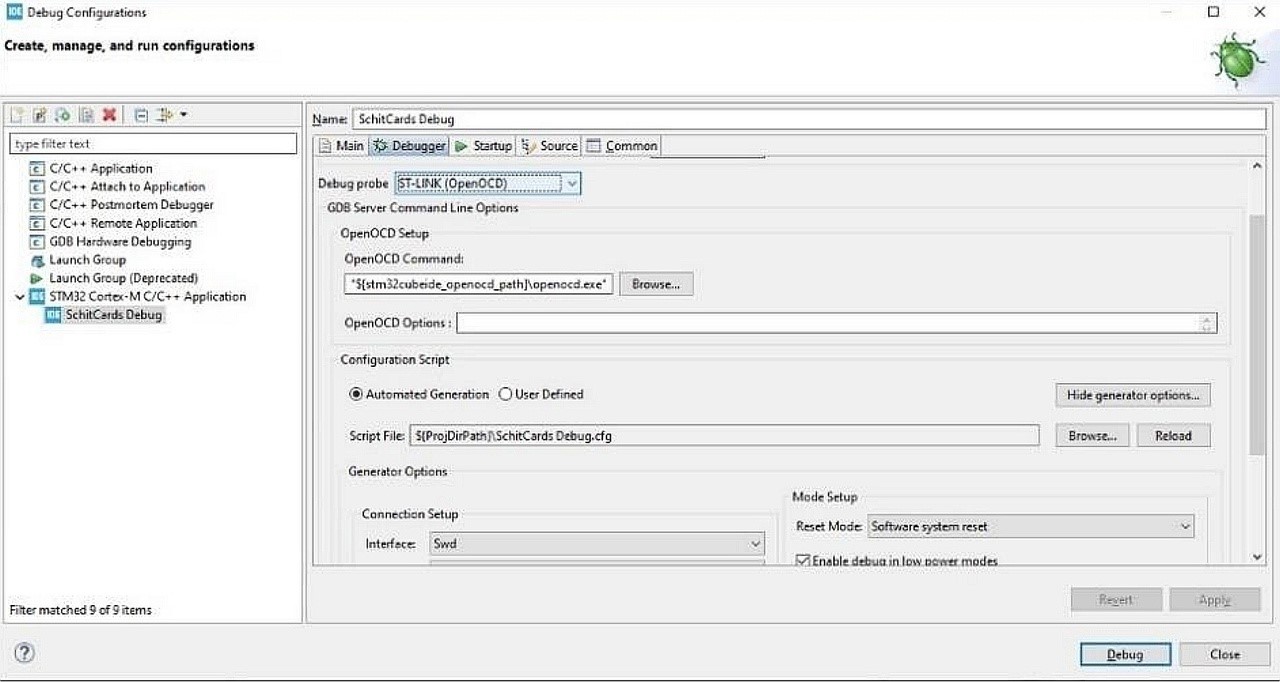 IDE Debug Configurations
Create, manage, and run configurations
type filter text
C/C++ Application
C/C++ Attach to Application
C/C++ Postmortem Debugger
C/C++ Remote Application
GDB Hardware Debugging
Launch Group
Launch Group (Deprecated)
IDE STM32 Cortex-M C/C++ Application
IDE SchitCards Debug
Filter matched 9 of 9 items
Name: SchitCards Debug
Main Debugger Startup Source Common
Debug probe ST-LINK (OpenOCD)
GDB Server Command Line Options
OpenOCD Setup
OpenOCD Command:
"${stm32cubeide_openocd_path}\openocd.exe" Browse...
OpenOCD Options :
Configuration Script
Automated Generation User Defined Hide generator options...
Script File: ${ProjDirPath}\SchitCards Debug.cfg Browse... Reload
Generator Options
Connection Setup
Interface: Swd
Mode Setup
Reset Mode: Software system reset
Enable debug in low power modes
Revert Apply
? Debug Close